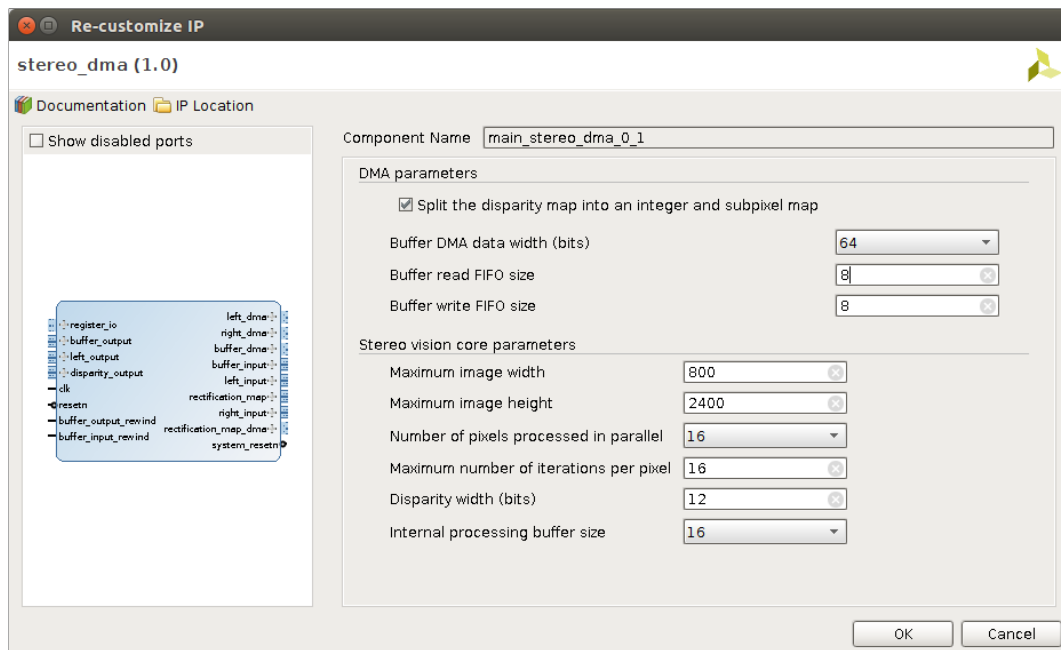 Re-customize IP
stereo_dma (1.0)
Documentation IP Location
Show disabled ports
register_io
buffer_output
left_output
disparity_output
clk
resetn
buffer_output_rewind
buffer_input_rewind
left_dma
right_dma
buffer_dma
buffer_input
left_input
rectification_map
right_input
rectification_map_dma
system_resetn
Component Name main_stereo_dma_0_1
DMA parameters
Split the disparity map into an integer and subpixel map
Buffer DMA data width (bits) 64
Buffer read FIFO size 8
Buffer write FIFO size 8
Stereo vision core parameters
Maximum image width 800
Maximum image height 2400
Number of pixels processed in parallel 16
Maximum number of iterations per pixel 16
Disparity width (bits) 12
Internal processing buffer size 16
OK Cancel